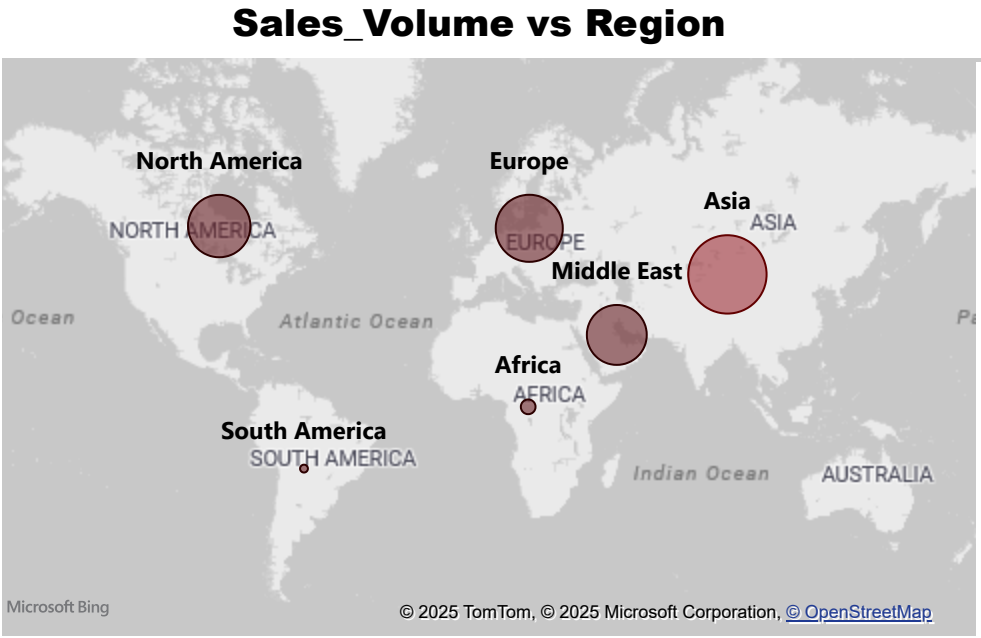 Sales_Volume vs Region
North America
Europe
Asia
NORTH AMERICA
ASIA
EUROPE
Middle East
Ocean
Atlantic Ocean
Pa
Africa
AFRICA
South America
SOUTH AMERICA
Indian Ocean
AUSTRALIA
Microsoft Bing
© 2025 TomTom, © 2025 Microsoft Corporation, © OpenStreetMap